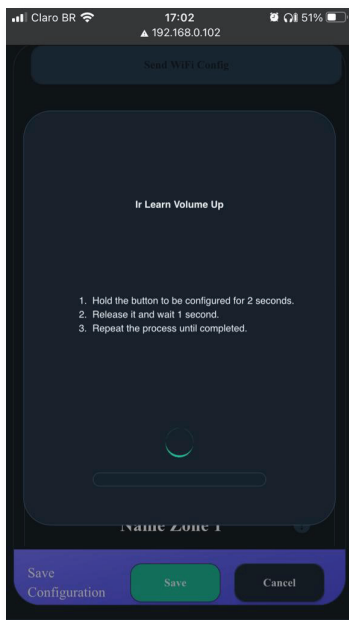 Claro BR 17:02 51%
192.168.0.102
Send WiFi Config
Ir Learn Volume Up
1. Hold the button to be configured for 2 seconds.
2. Release it and wait 1 second.
3. Repeat the process until completed.
Name Zone 1
Save
Configuration
Save
Cancel